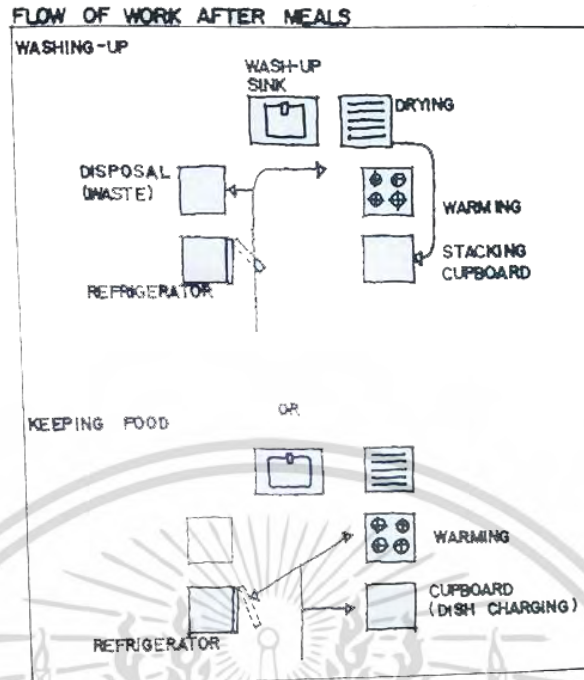 FLOW OF WORK AFTER MEALS
WASHING-UP
WASH-UP
SINK
DRYING
DISPOSAL
(WASTE)
WARMING
STACKING
CUPBOARD
REFRIGERATOR
OR
KEEPING FOOD
WARMING
CUPBOARD
(DISH CHARGING)
REFRIGERATOR